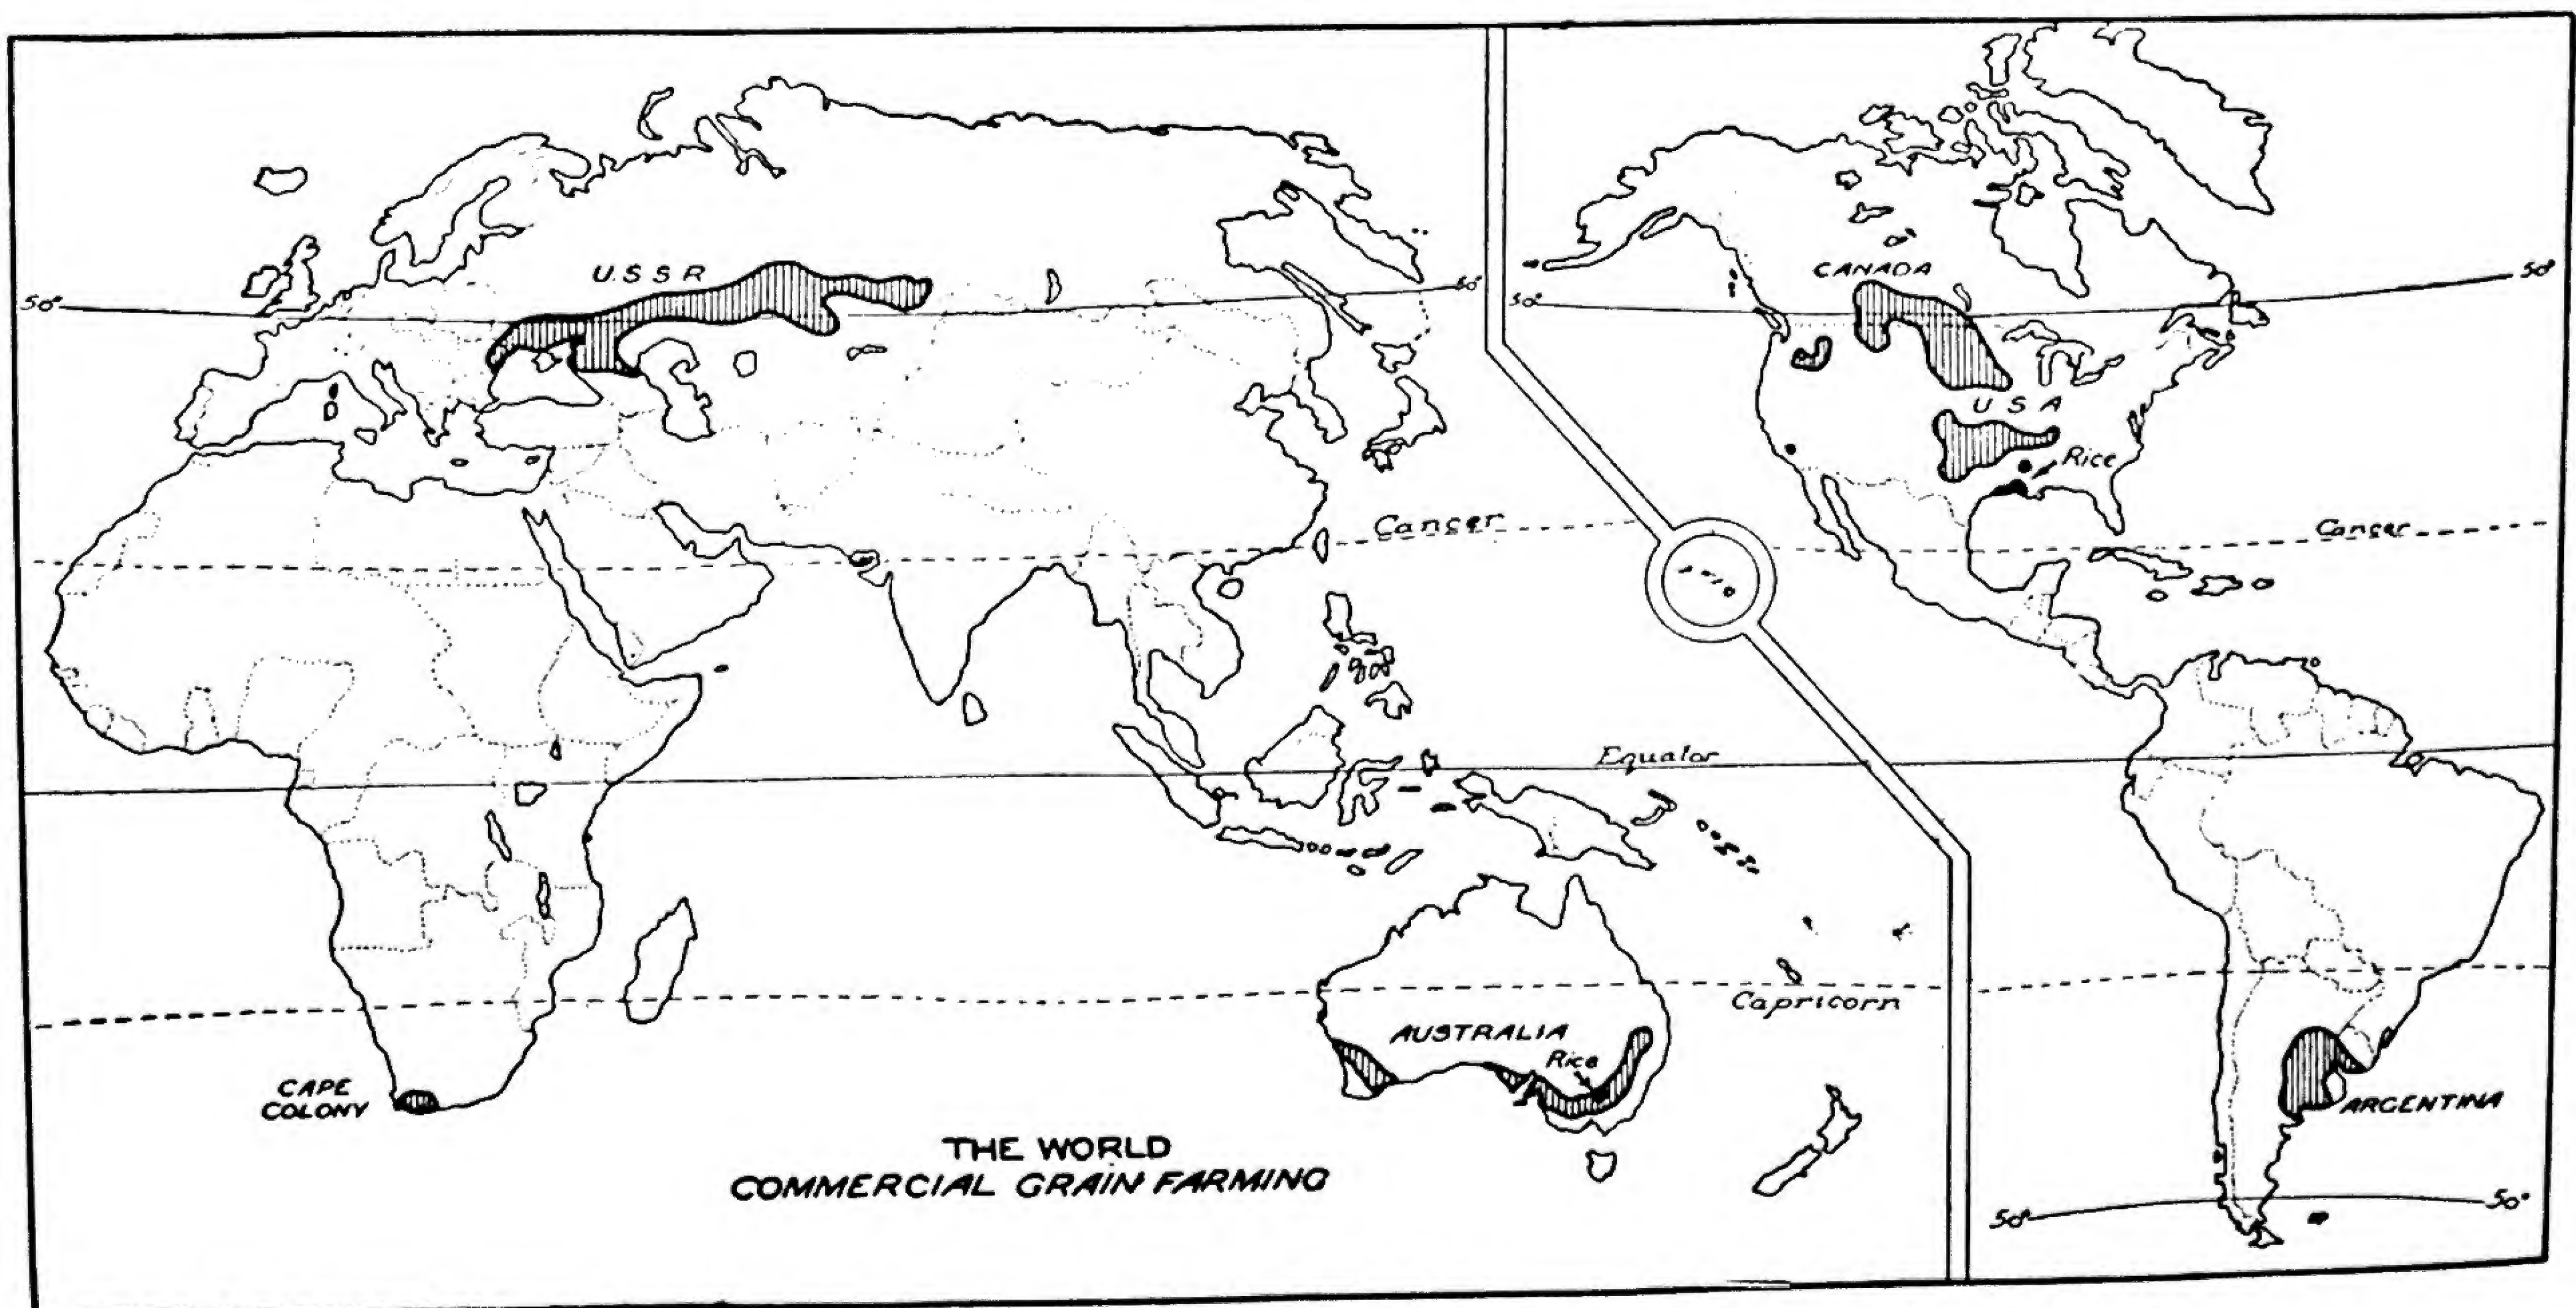 U.S S R
50°
50°
CANADA
50°
50°
U S A
Rice
Cancer
Cancer
Equator
Capricorn
AUSTRALIA
Rice
CAPE
COLONY
ARGENTINA
THE WORLD
COMMERCIAL GRAIN FARMING
50°
50°